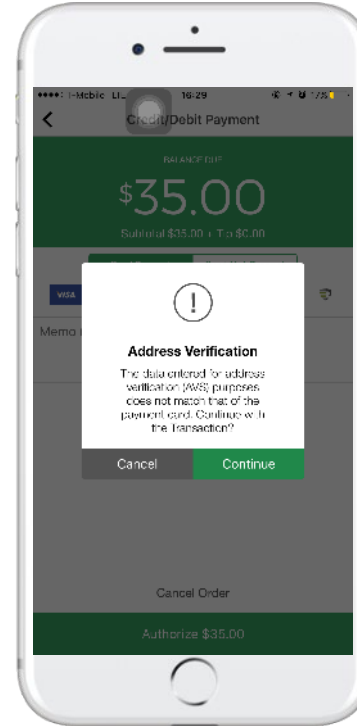 16:29
Credit/Debit Payment
BALANCE DUE
$35.00
Subtotal $35.00 + Tip $0.00
VISA
Memo
Address Verification
The data entered for address
verification (AVS) purposes
does not match that of the
payment card. Continue with
the Transaction?
Cancel
Continue
Cancel Order
Authorize $35.00